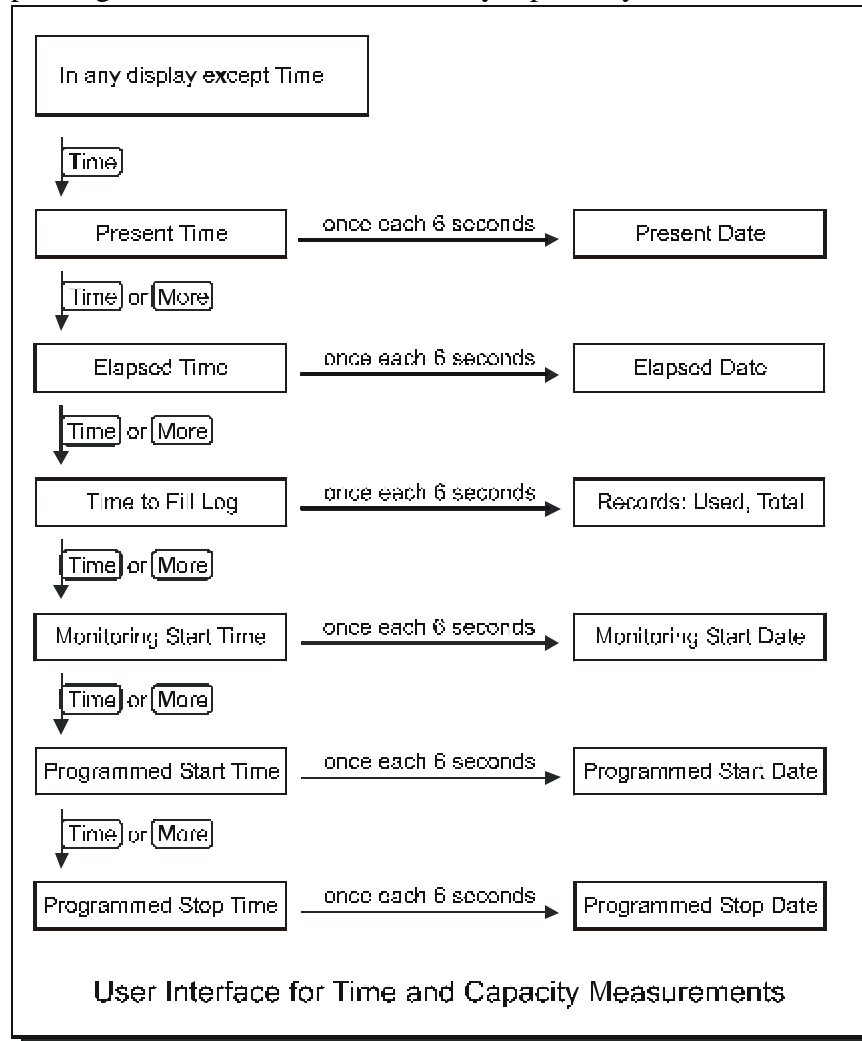 In any display except Time
Time
Present Time once each 6 seconds Present Date
Time or More
Elapsed Time once each 6 seconds Elapsed Date
Time or More
Time to Fill Log once each 6 seconds Records: Used, Total
Time or More
Monitoring Start Time once each 6 seconds Monitoring Start Date
Time or More
Programmed Start Time once each 6 seconds Programmed Start Date
Time or More
Programmed Stop Time once each 6 seconds Programmed Stop Date
User Interface for Time and Capacity Measurements